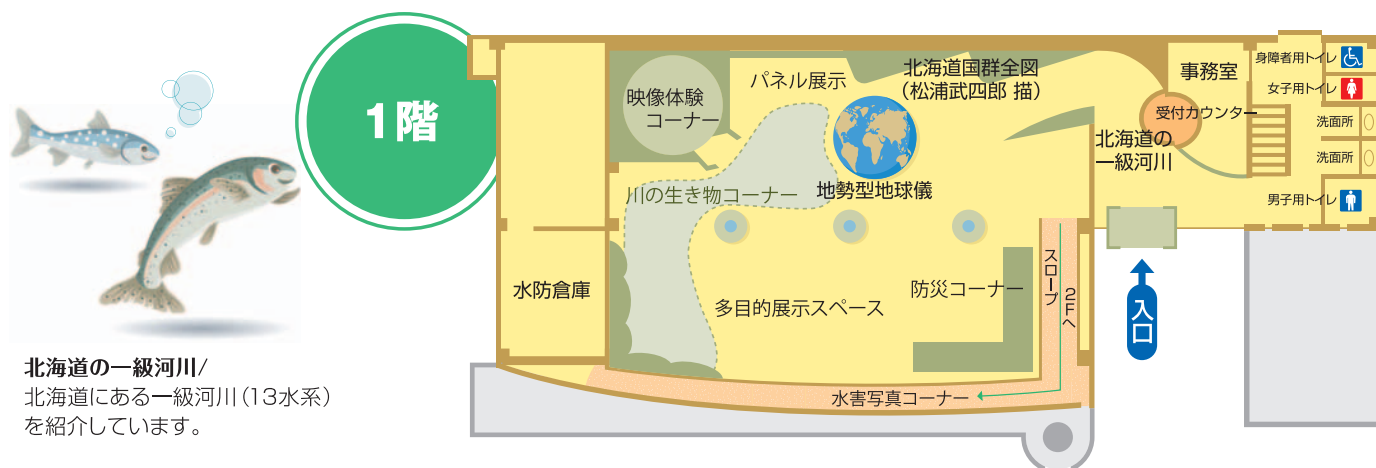 1階
映像体験
コーナー
パネル展示
北海道国群全図
(松浦武四郎 描)
事務室
受付カウンター
身障者用トイレ
女子用トイレ
洗面所
洗面所
男子用トイレ
北海道の
一級河川
川の生き物コーナー
地勢型地球儀
水防倉庫
多目的展示スペース
防災コーナー
スロープ
2Fへ
入口
水害写真コーナー
北海道の一級河川/
北海道にある一級河川(13水系)
を紹介しています。